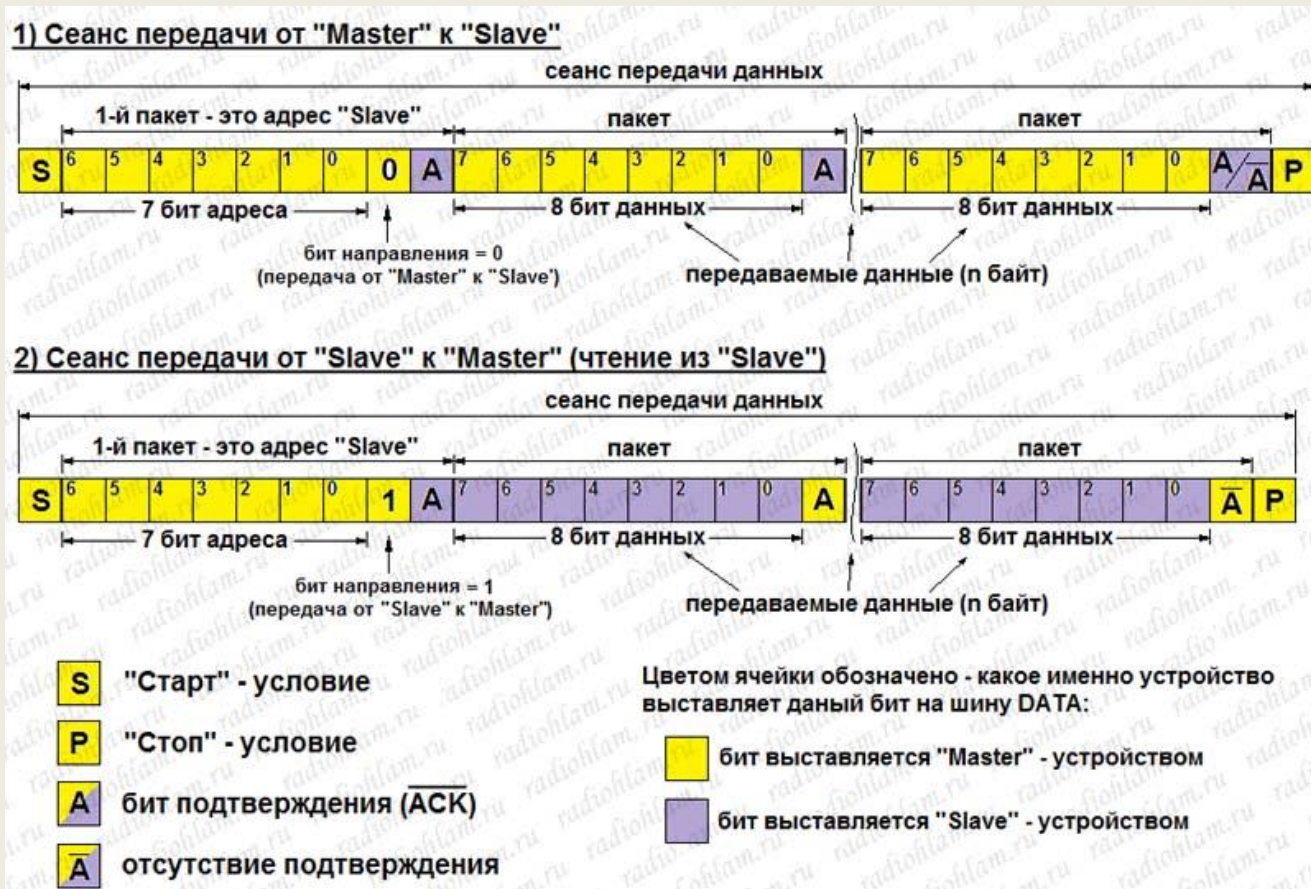 1) Сеанс передачи от "Master" к "Slave"
сеанс передачи данных
1-й пакет - это адрес "Slave" пакет пакет
S 6 5 4 3 2 1 0 0 A 7 6 5 4 3 2 1 0 A 7 6 5 4 3 2 1 0 A/A̅ P
7 бит адреса 8 бит данных 8 бит данных
бит направления = 0
(передача от "Master" к "Slave')
передаваемые данные (n байт)
2) Сеанс передачи от "Slave" к "Master" (чтение из "Slave")
сеанс передачи данных
1-й пакет - это адрес "Slave" пакет пакет
S 6 5 4 3 2 1 0 1 A 7 6 5 4 3 2 1 0 A 7 6 5 4 3 2 1 0 A̅ P
7 бит адреса 8 бит данных 8 бит данных
бит направления = 1
(передача от "Slave" к "Master")
передаваемые данные (n байт)
S "Старт" - условие
P "Стоп" - условие
A бит подтверждения (A̅C̅K̅)
A̅ отсутствие подтверждения
Цветом ячейки обозначено - какое именно устройство
выставляет даный бит на шину DATA:
бит выставляется "Master" - устройством
бит выставляется "Slave" - устройством
radiohlam.ru